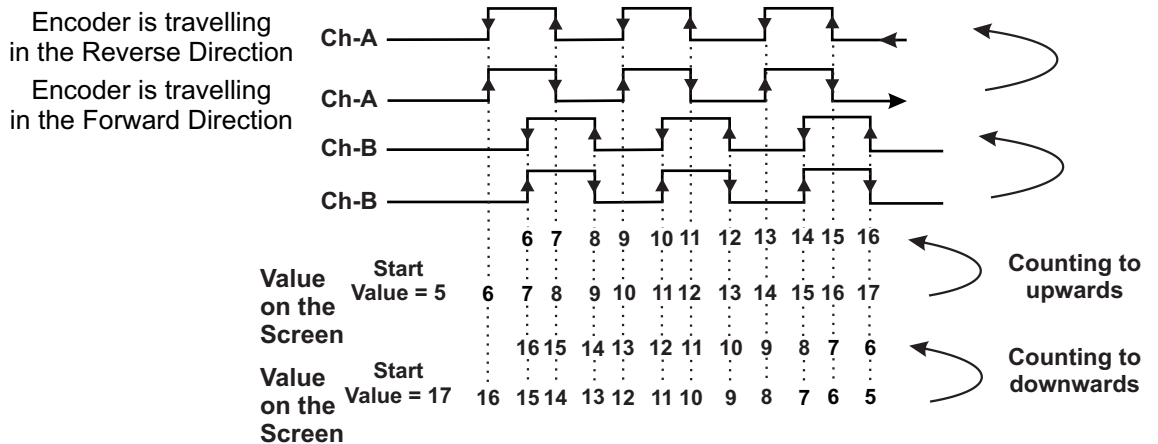 Encoder is travelling
in the Reverse Direction
Ch-A
Encoder is travelling
in the Forward Direction
Ch-A
Ch-B
Ch-B
6 7 8 9 10 11 12 13 14 15 16
Value
on the
Screen
Start
Value = 5
6 7 8 9 10 11 12 13 14 15 16 17
Counting to
upwards
16 15 14 13 12 11 10 9 8 7 6
Value
on the
Screen
Start
Value = 17
16 15 14 13 12 11 10 9 8 7 6 5
Counting to
downwards